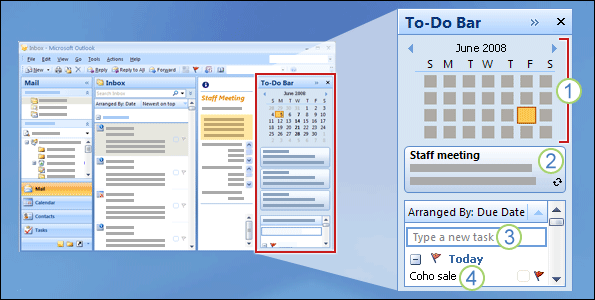 Inbox - Microsoft Outlook
File Edit View Go Tools Actions Help
New Reply Reply to All Forward
Mail
Inbox
Search Inbox
Arranged By: Date Newest on top
Staff Meeting
To-Do Bar
June 2008
S M T W T F S
Mail
Calendar
Contacts
Tasks
To-Do Bar
June 2008
S M T W T F S
1
Staff meeting 2
Arranged By: Due Date
Type a new task 3
Today
Coho sale 4